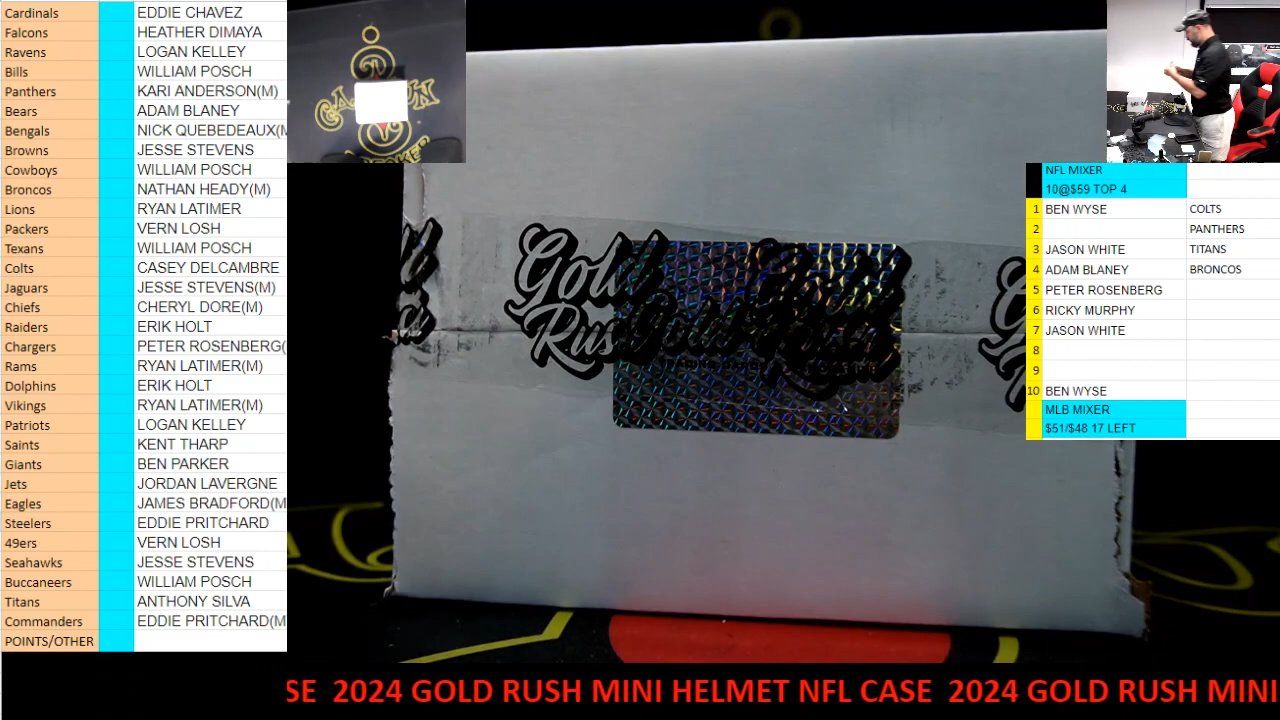 Cardinals EDDIE CHAVEZ
Falcons HEATHER DIMAYA
Ravens LOGAN KELLEY
Bills WILLIAM POSCH
Panthers KARI ANDERSON(M)
Bears ADAM BLANEY
Bengals NICK QUEBEDEAUX(M
Browns JESSE STEVENS
Cowboys WILLIAM POSCH
Broncos NATHAN HEADY(M)
Lions RYAN LATIMER
Packers VERN LOSH
Texans WILLIAM POSCH
Colts CASEY DELCAMBRE
Jaguars JESSE STEVENS(M)
Chiefs CHERYL DORE(M)
Raiders ERIK HOLT
Chargers PETER ROSENBERG(
Rams RYAN LATIMER(M)
Dolphins ERIK HOLT
Vikings RYAN LATIMER(M)
Patriots LOGAN KELLEY
Saints KENT THARP
Giants BEN PARKER
Jets JORDAN LAVERGNE
Eagles JAMES BRADFORD(M
Steelers EDDIE PRITCHARD
49ers VERN LOSH
Seahawks JESSE STEVENS
Buccaneers WILLIAM POSCH
Titans ANTHONY SILVA
Commanders EDDIE PRITCHARD(M
POINTS/OTHER
Gold
Rus
NFL MIXER
10@$59 TOP 4
1 BEN WYSE COLTS
2 PANTHERS
3 JASON WHITE TITANS
4 ADAM BLANEY BRONCOS
5 PETER ROSENBERG
6 RICKY MURPHY
7 JASON WHITE
8
9
10 BEN WYSE
MLB MIXER
$51/$48 17 LEFT
SE 2024 GOLD RUSH MINI HELMET NFL CASE 2024 GOLD RUSH MINI